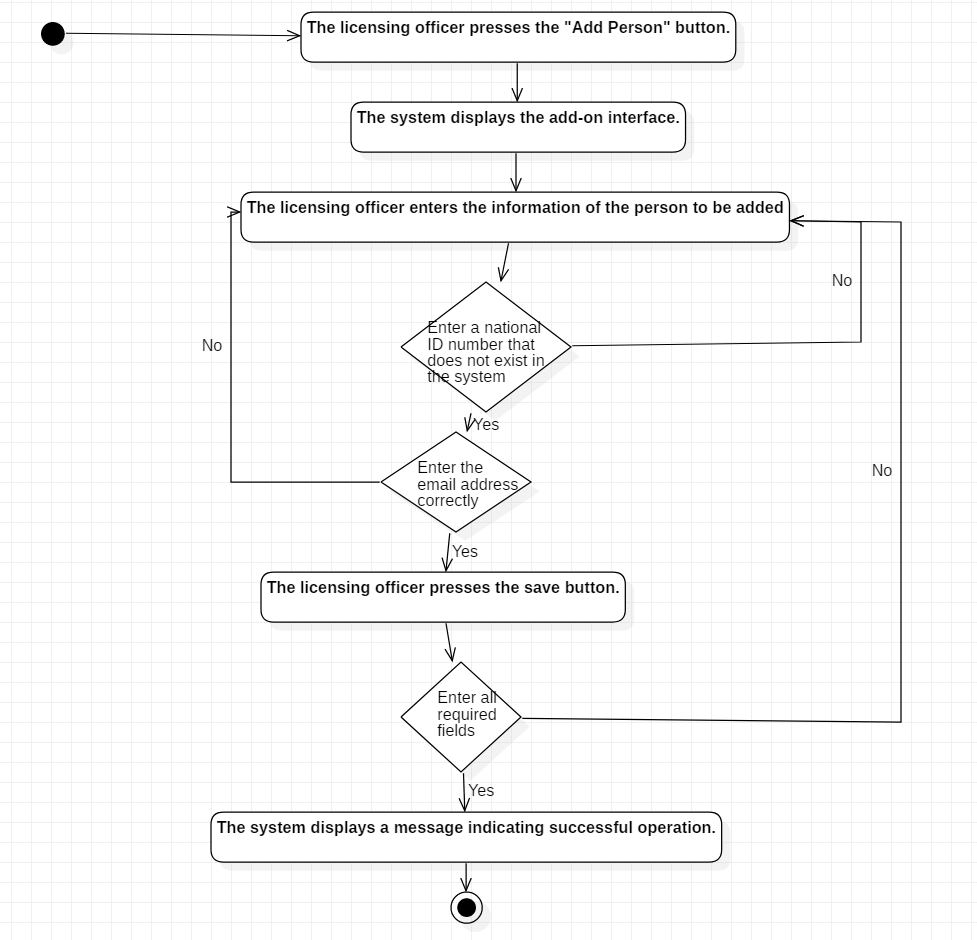 The licensing officer presses the "Add Person" button.
The system displays the add-on interface.
The licensing officer enters the information of the person to be added
No
Enter a national
ID number that
does not exist in
the system
No
Yes
Enter the
email address
correctly
No
Yes
The licensing officer presses the save button.
Enter all
required
fields
Yes
The system displays a message indicating successful operation.